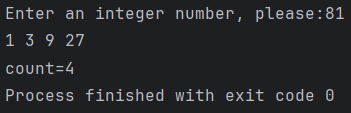 Enter an integer number, please:81
1 3 9 27
count=4
Process finished with exit code 0